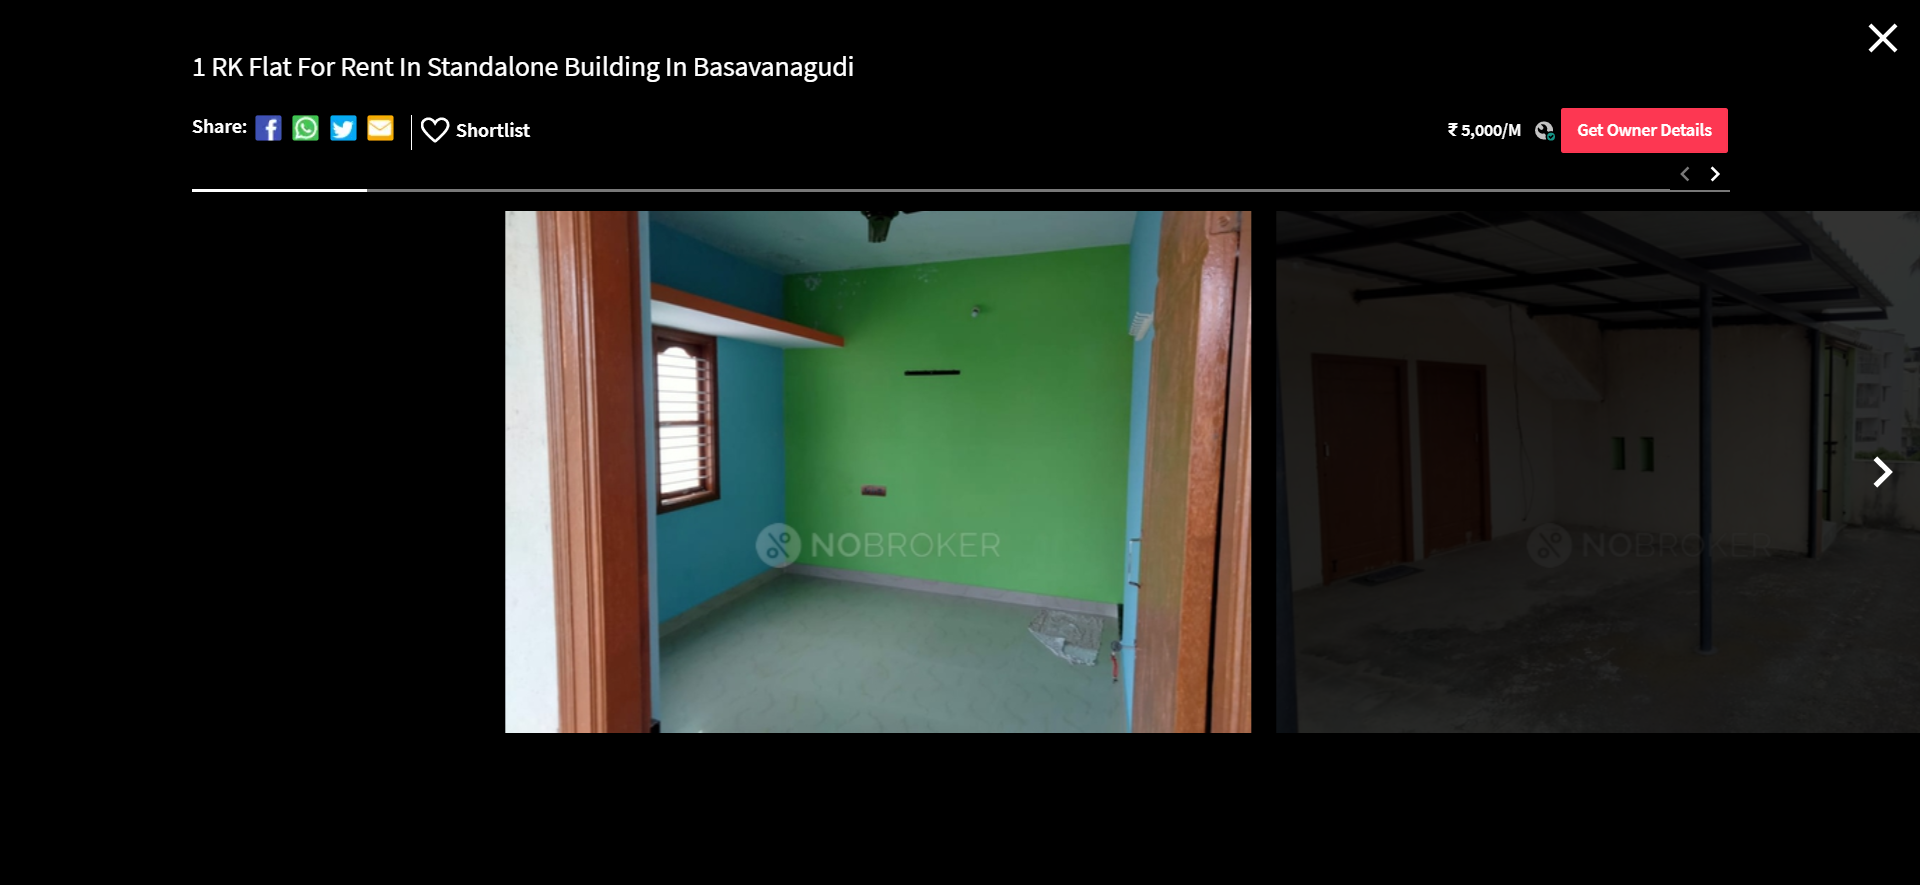 1 RK Flat For Rent In Standalone Building In Basavanagudi
Share:
Shortlist
₹ 5,000/M
Get Owner Details
NOBROKER
NOBROKER